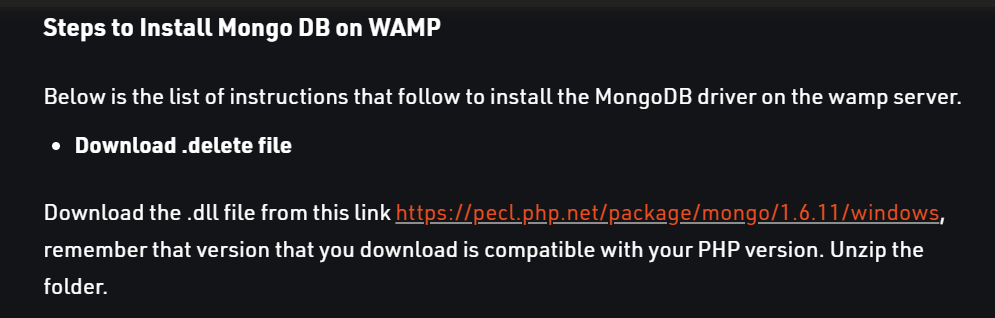 Steps to Install Mongo DB on WAMP
Below is the list of instructions that follow to install the MongoDB driver on the wamp server.
• Download .delete file
Download the .dll file from this link https://pecl.php.net/package/mongo/1.6.11/windows,
remember that version that you download is compatible with your PHP version. Unzip the
folder.